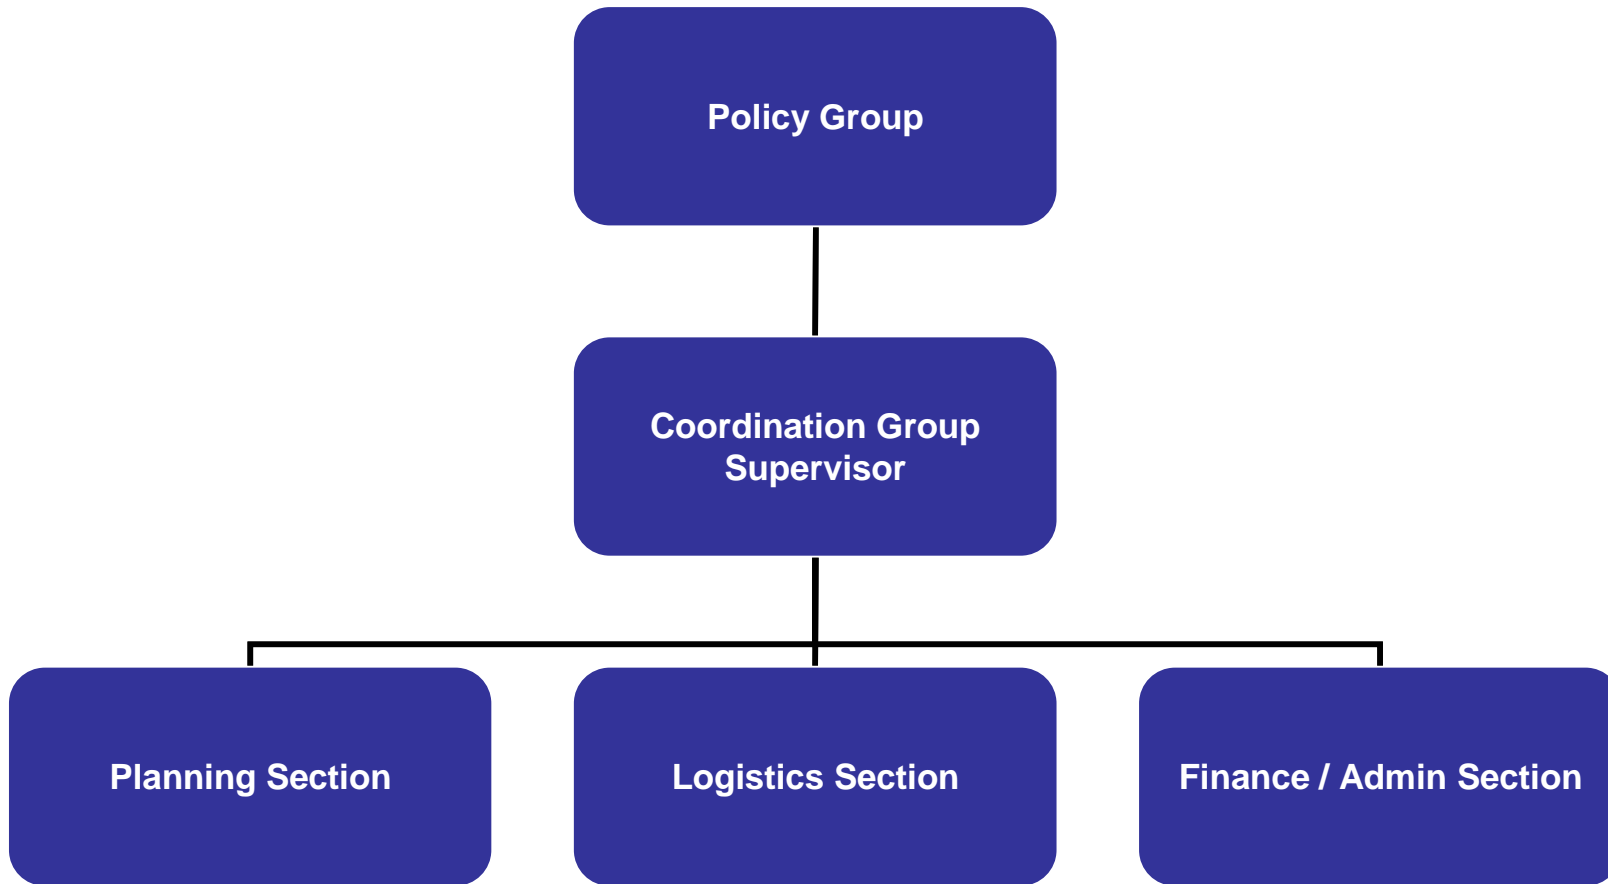 Policy Group
Coordination Group
Supervisor
Planning Section
Logistics Section
Finance / Admin Section